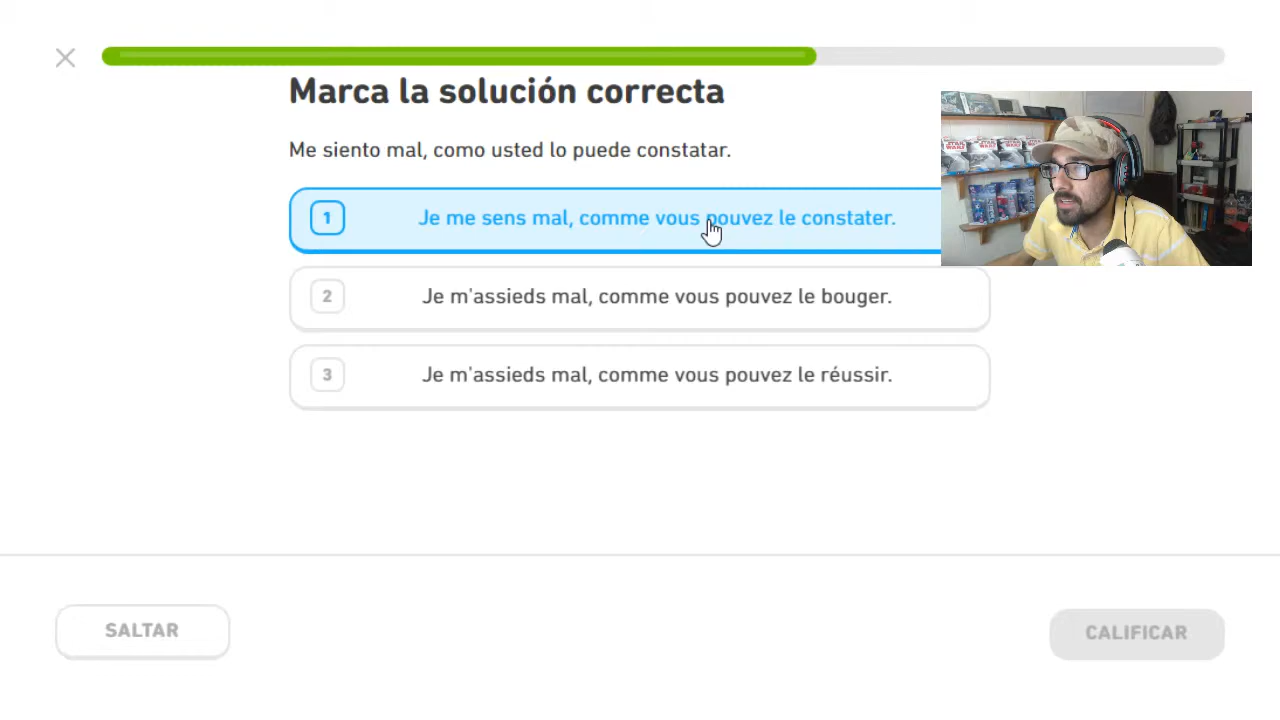 Marca la solución correcta
Me siento mal, como usted lo puede constatar.
1 Je me sens mal, comme vous pouvez le constater.
2 Je m'assieds mal, comme vous pouvez le bouger.
3 Je m'assieds mal, comme vous pouvez le réussir.
SALTAR
CALIFICAR
STAR WARS